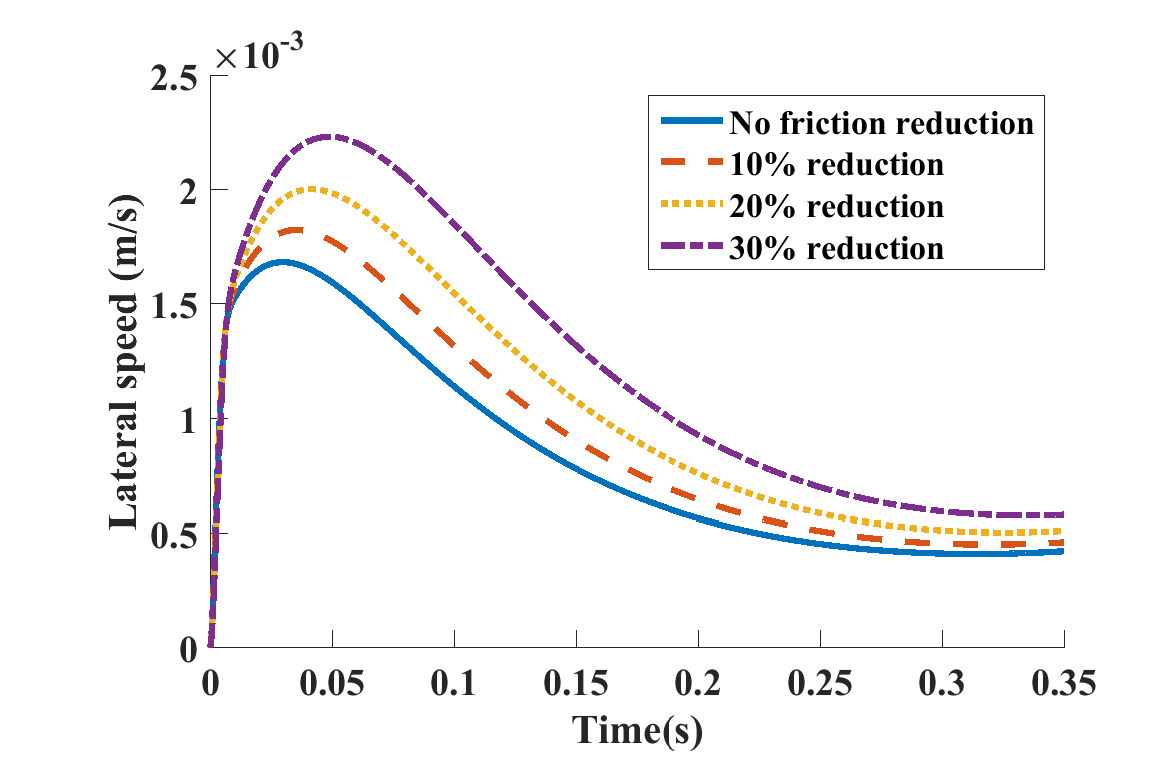 ×10-3
2.5
2
1.5
1
0.5
0
Lateral speed (m/s)
No friction reduction
10% reduction
20% reduction
30% reduction
0 0.05 0.1 0.15 0.2 0.25 0.3 0.35
Time(s)